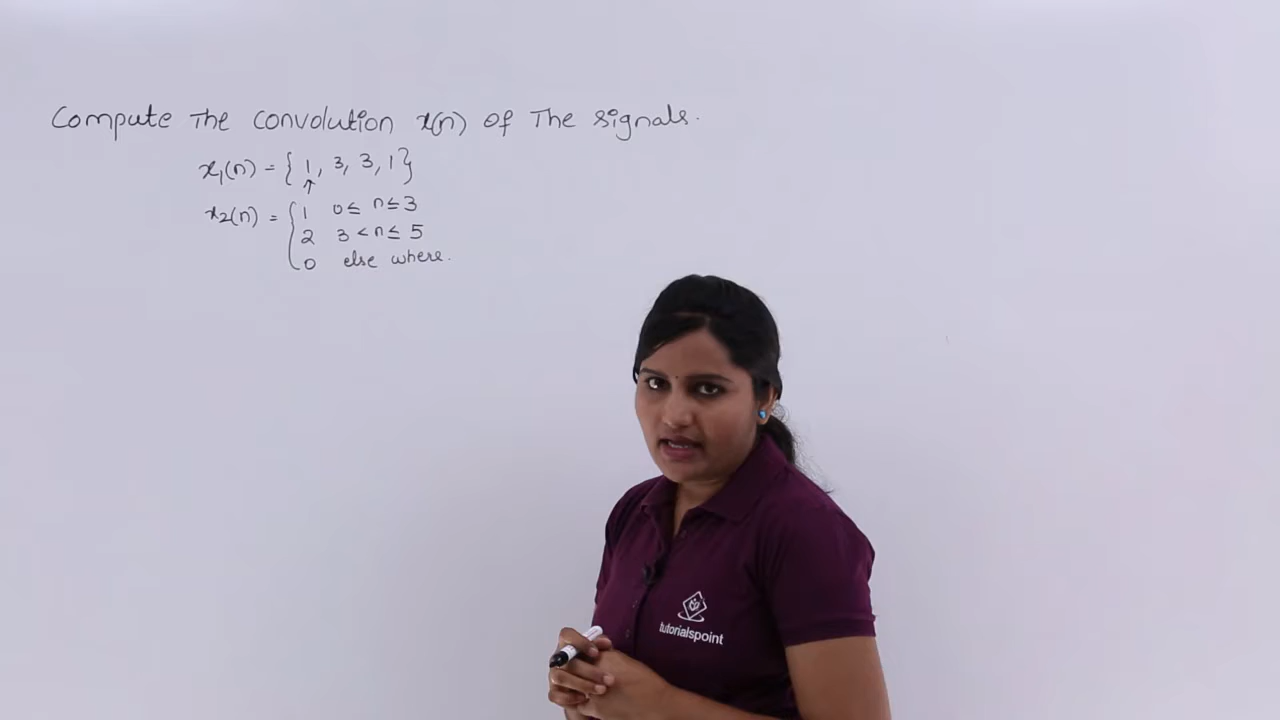 Compute The convolution x(n) of The signals.
x₁(n) = { 1, 3, 3, 1 }
↑
x₂(n) = { 1 0 ≤ n ≤ 3
2 3 < n ≤ 5
0 else where.
tutorialspoint